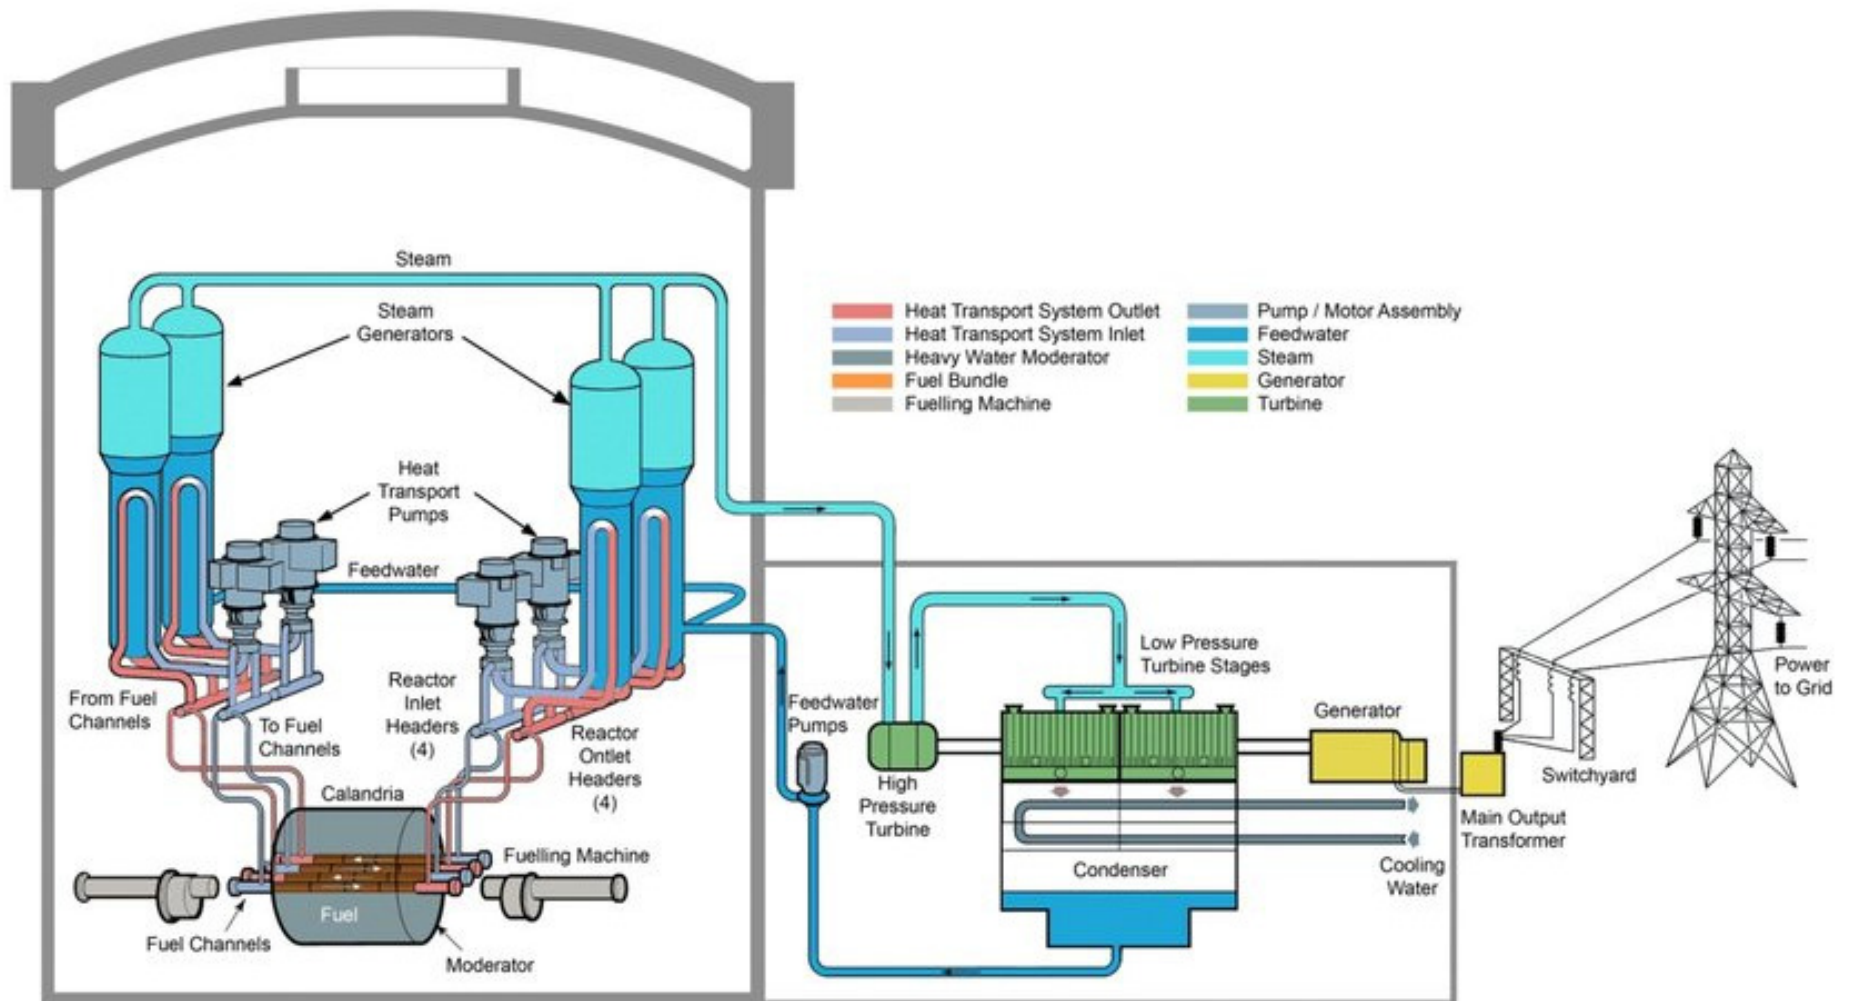 Steam
Steam
Generators
Heat
Transport
Pumps
Feedwater
From Fuel
Channels
To Fuel
Channels
Reactor
Inlet
Headers
(4)
Reactor
Ontlet
Headers
(4)
Calandria
Fuelling Machine
Fuel
Fuel Channels
Moderator
Heat Transport System Outlet
Heat Transport System Inlet
Heavy Water Moderator
Fuel Bundle
Fuelling Machine
Pump / Motor Assembly
Feedwater
Steam
Generator
Turbine
Feedwater
Pumps
High
Pressure
Turbine
Low Pressure
Turbine Stages
Condenser
Generator
Cooling
Water
Main Output
Transformer
Switchyard
Power
to Grid